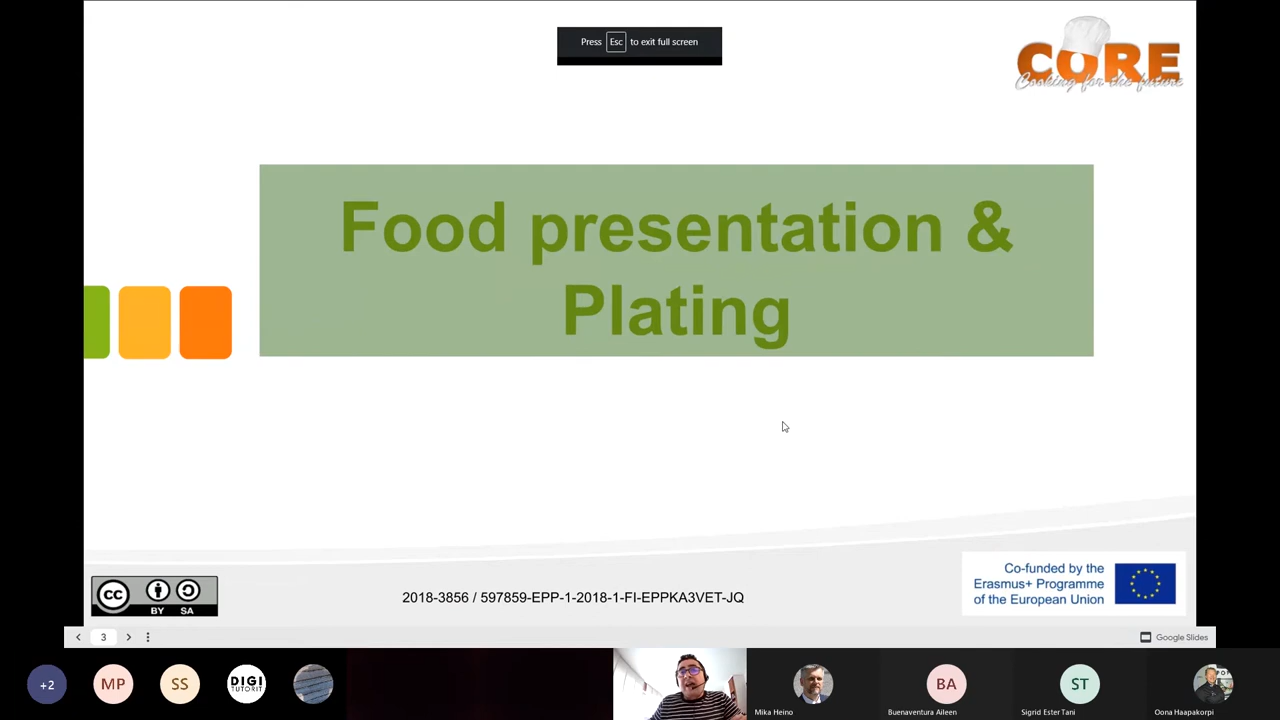 Press Esc to exit full screen
CORE
Cooking for the future
Food presentation &
Plating
Co-funded by the
Erasmus+ Programme
of the European Union
cc
BY SA
2018-3856 / 597859-EPP-1-2018-1-FI-EPPKA3VET-JQ
3
Google Slides
+2
MP
SS
DIGI
TUTORIT
BA
ST
Mika Heino
Buenaventura Aileen
Sigrid Ester Tani
Oona Haapakorpi